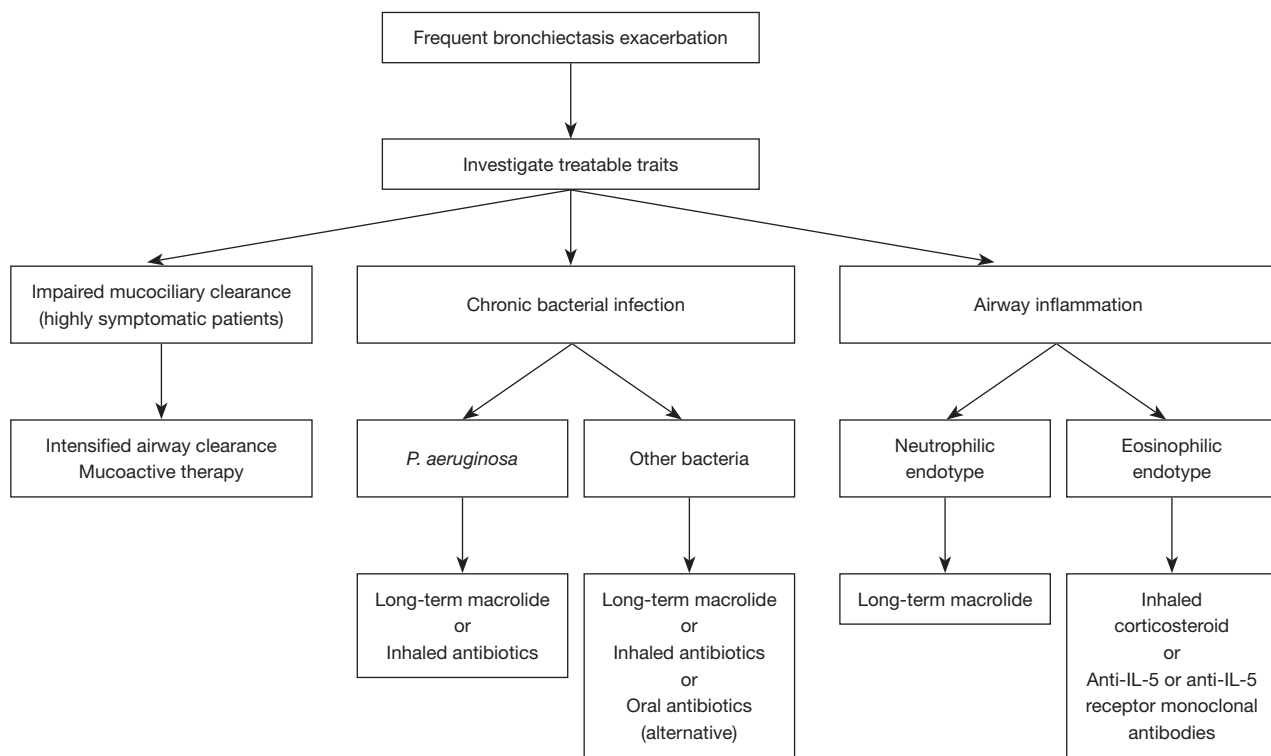 Frequent bronchiectasis exacerbation
Investigate treatable traits
Impaired mucociliary clearance
(highly symptomatic patients)
Chronic bacterial infection
Airway inflammation
Intensified airway clearance
Mucoactive therapy
P. aeruginosa
Other bacteria
Neutrophilic
endotype
Eosinophilic
endotype
Long-term macrolide
or
Inhaled antibiotics
Long-term macrolide
or
Inhaled antibiotics
or
Oral antibiotics
(alternative)
Long-term macrolide
Inhaled
corticosteroid
or
Anti-IL-5 or anti-IL-5
receptor monoclonal
antibodies